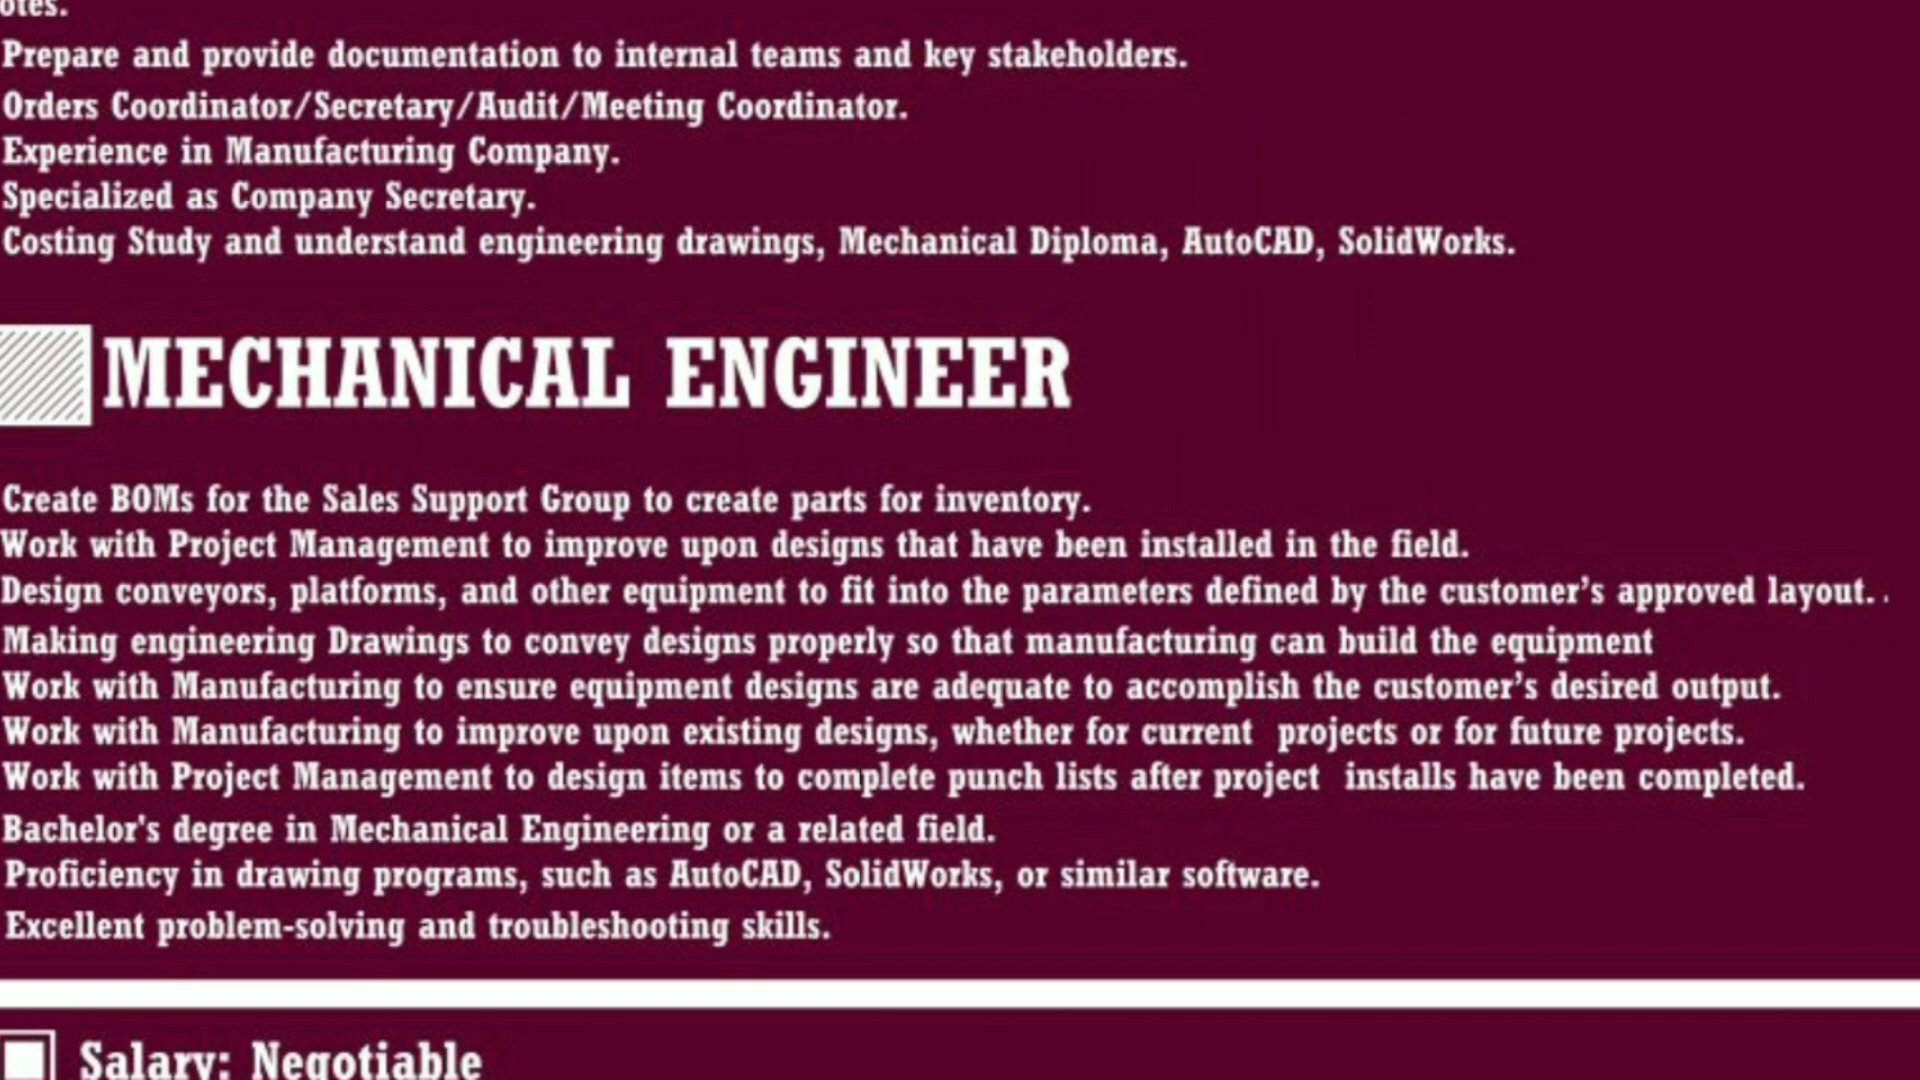 otes.
Prepare and provide documentation to internal teams and key stakeholders.
Orders Coordinator/Secretary/Audit/Meeting Coordinator.
Experience in Manufacturing Company.
Specialized as Company Secretary.
Costing Study and understand engineering drawings, Mechanical Diploma, AutoCAD, SolidWorks.
MECHANICAL ENGINEER
Create BOMs for the Sales Support Group to create parts for inventory.
Work with Project Management to improve upon designs that have been installed in the field.
Design conveyors, platforms, and other equipment to fit into the parameters defined by the customer’s approved layout. .
Making engineering Drawings to convey designs properly so that manufacturing can build the equipment
Work with Manufacturing to ensure equipment designs are adequate to accomplish the customer’s desired output.
Work with Manufacturing to improve upon existing designs, whether for current projects or for future projects.
Work with Project Management to design items to complete punch lists after project installs have been completed.
Bachelor's degree in Mechanical Engineering or a related field.
Proficiency in drawing programs, such as AutoCAD, SolidWorks, or similar software.
Excellent problem-solving and troubleshooting skills.
Salary: Negotiable